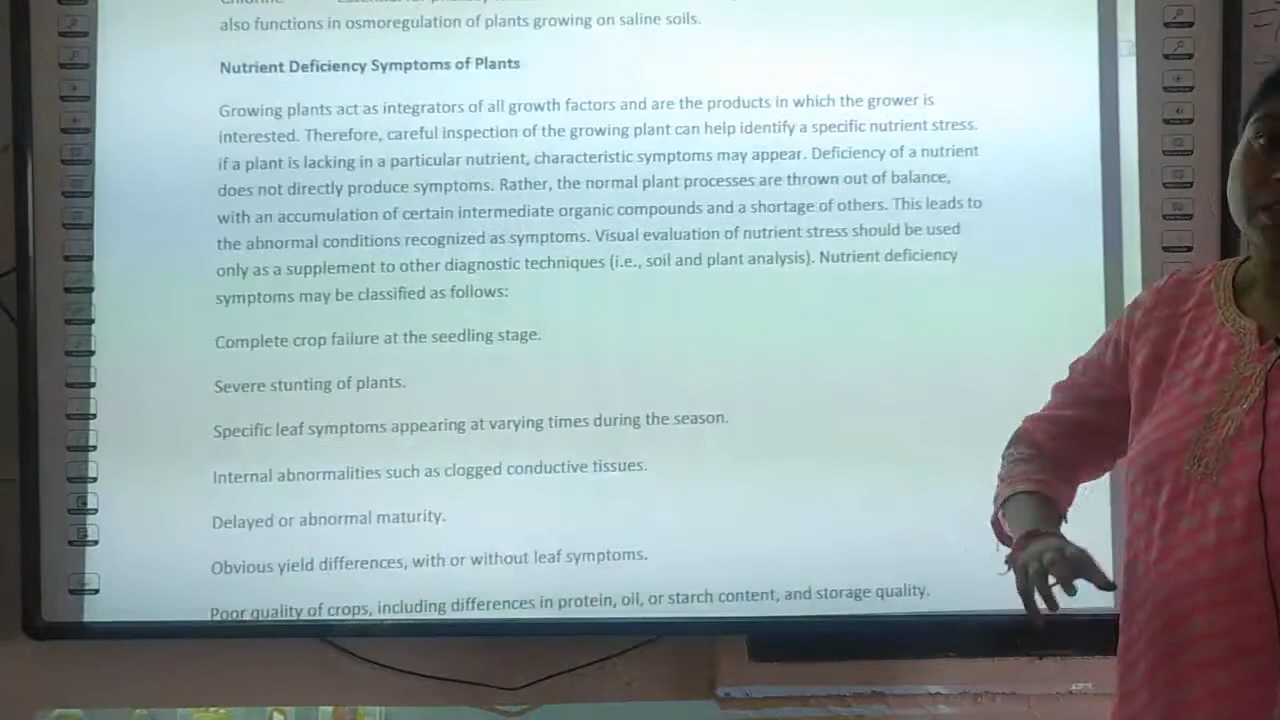 also functions in osmoregulation of plants growing on saline soils.
Nutrient Deficiency Symptoms of Plants
Growing plants act as integrators of all growth factors and are the products in which the grower is
interested. Therefore, careful inspection of the growing plant can help identify a specific nutrient stress.
If a plant is lacking in a particular nutrient, characteristic symptoms may appear. Deficiency of a nutrient
does not directly produce symptoms. Rather, the normal plant processes are thrown out of balance,
with an accumulation of certain intermediate organic compounds and a shortage of others. This leads to
the abnormal conditions recognized as symptoms. Visual evaluation of nutrient stress should be used
only as a supplement to other diagnostic techniques (i.e., soil and plant analysis). Nutrient deficiency
symptoms may be classified as follows:
Complete crop failure at the seedling stage.
Severe stunting of plants.
Specific leaf symptoms appearing at varying times during the season.
Internal abnormalities such as clogged conductive tissues.
Delayed or abnormal maturity.
Obvious yield differences, with or without leaf symptoms.
Poor quality of crops, including differences in protein, oil, or starch content, and storage quality.